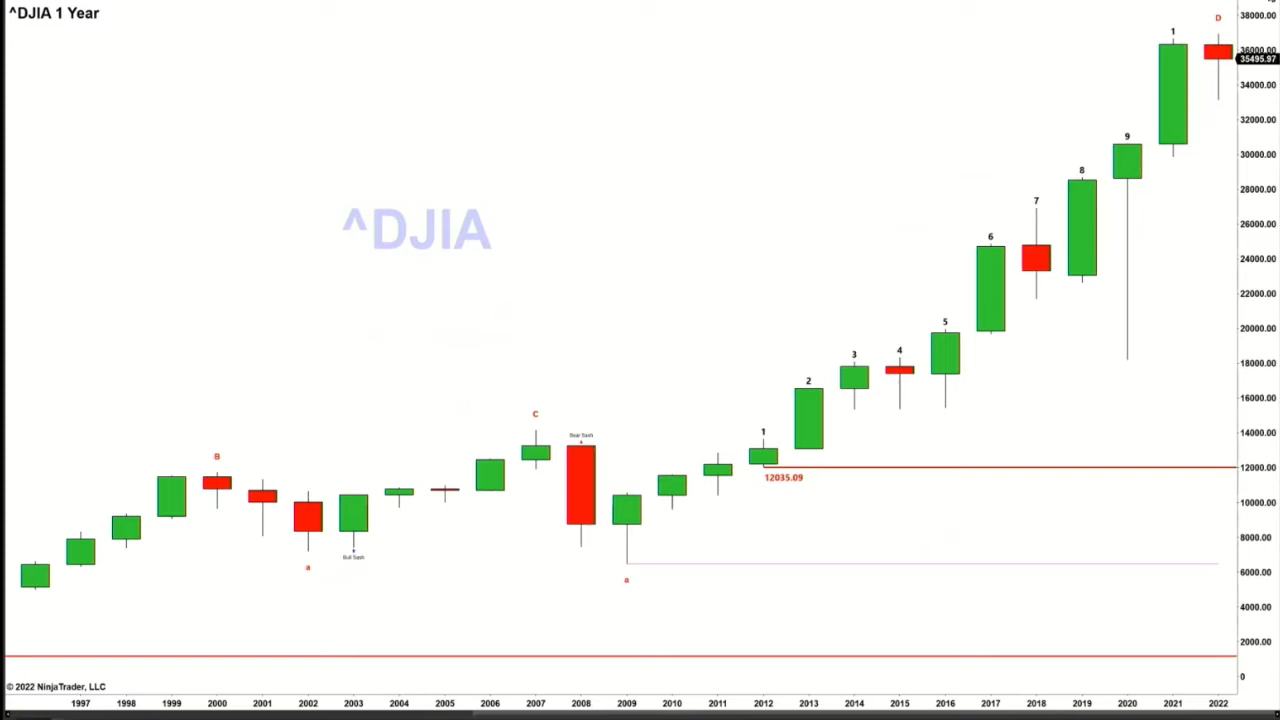 ^DJIA 1 Year
^DJIA
38000.00
36000.00
35495.97
34000.00
32000.00
30000.00
28000.00
26000.00
24000.00
22000.00
20000.00
18000.00
16000.00
14000.00
12000.00
10000.00
8000.00
6000.00
4000.00
2000.00
0
B
a
Bull Sash
C
Bear Sash
a
1
12035.09
2
3
4
5
6
7
8
9
1
D
© 2022 NinjaTrader, LLC
1997 1998 1999 2000 2001 2002 2003 2004 2005 2006 2007 2008 2009 2010 2011 2012 2013 2014 2015 2016 2017 2018 2019 2020 2021 2022